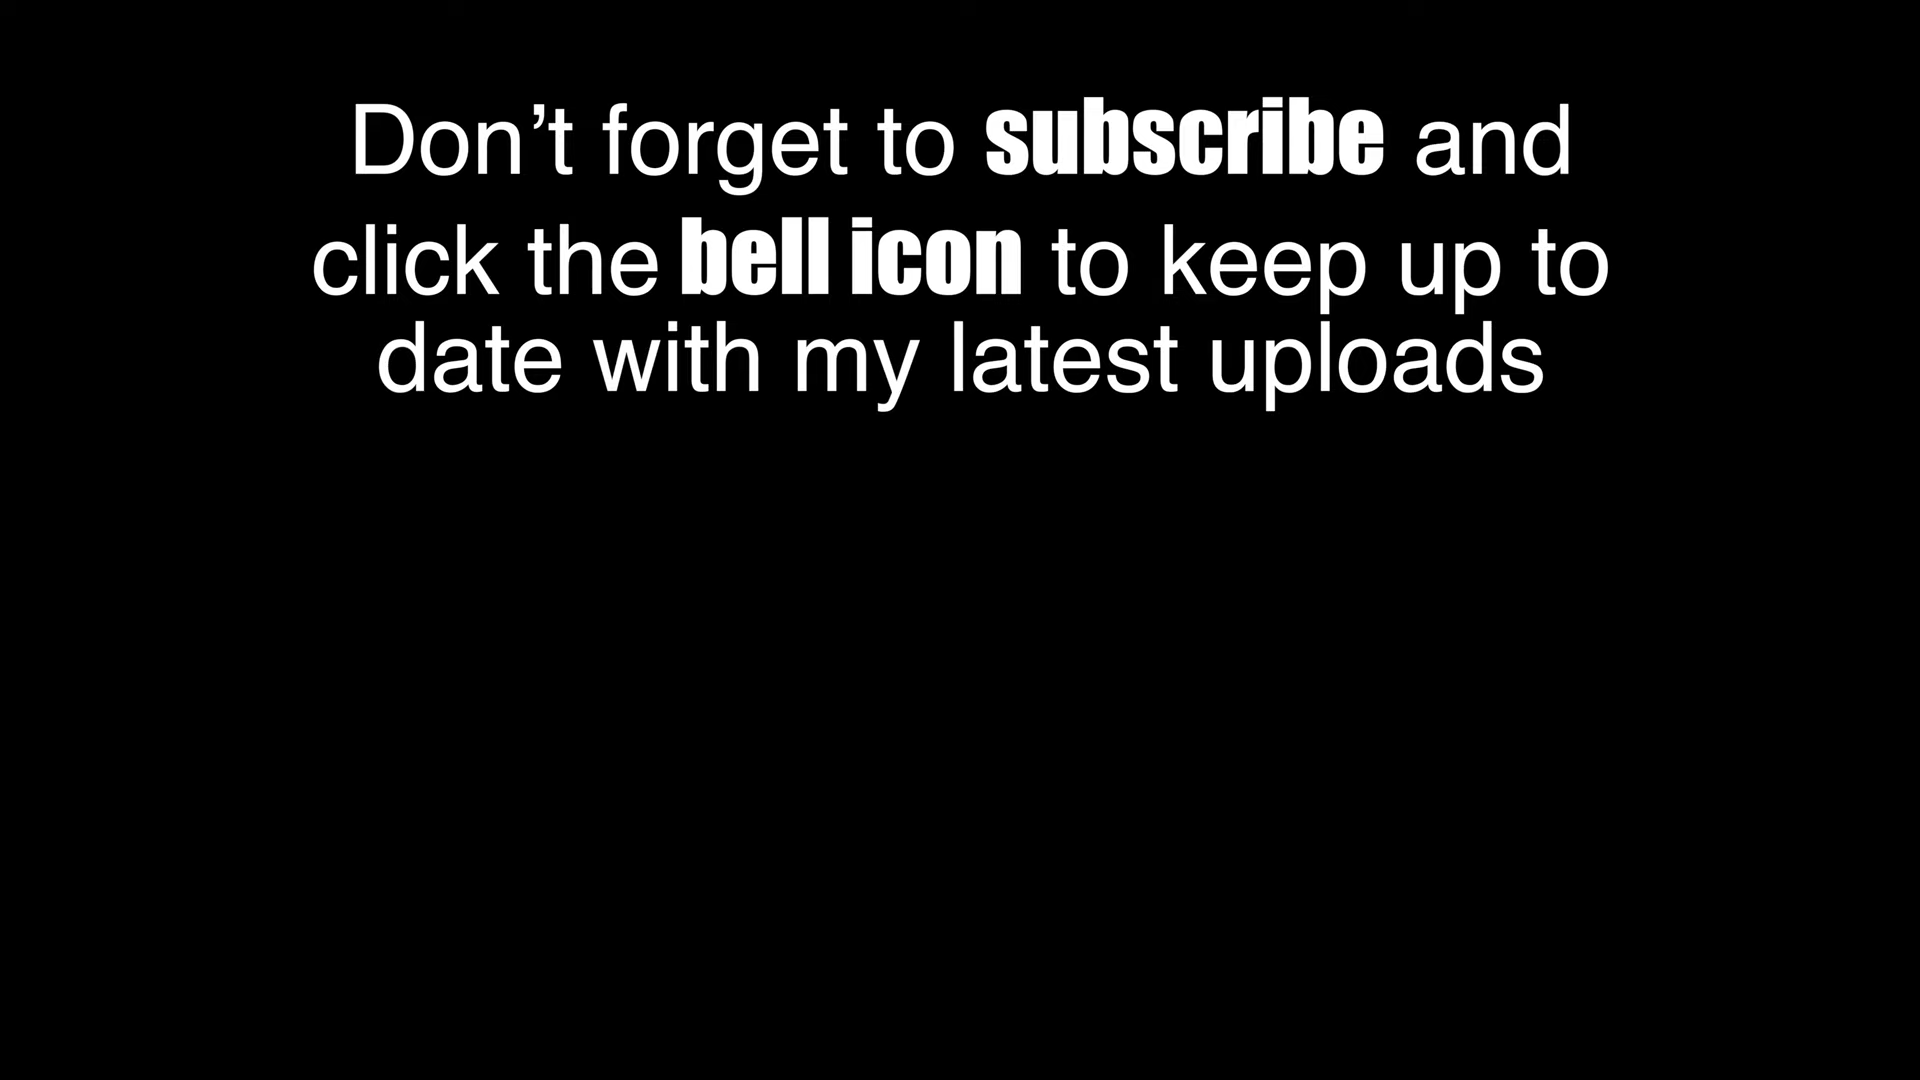 Don’t forget to subscribe and
click the bell icon to keep up to
date with my latest uploads